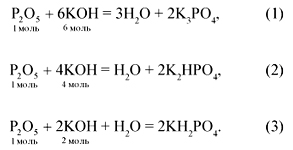 P₂O₅ + 6KOH = 3H₂O + 2K₃PO₄, (1)
1 моль 6 моль
P₂O₅ + 4KOH = H₂O + 2K₂HPO₄, (2)
1 моль 4 моль
P₂O₅ + 2KOH + H₂O = 2KH₂PO₄. (3)
1 моль 2 моль